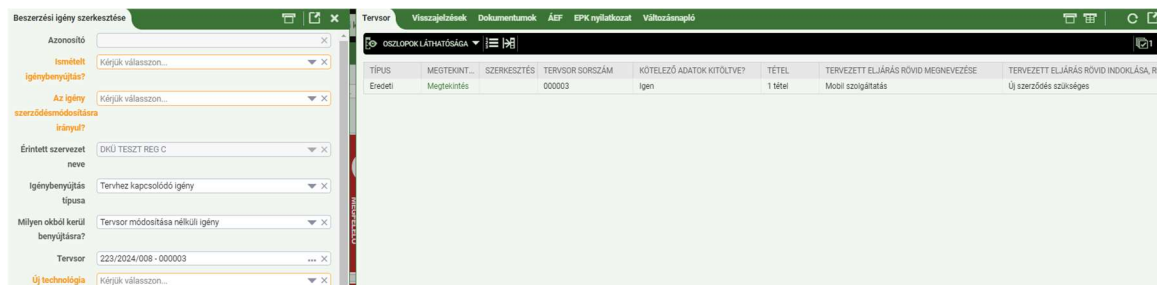 Beszerzési igény szerkesztése
Azonosító
Ismételt igénybenyújtás?
Kérjük válasszon...
Az igény szerződésmódosításra irányul?
Kérjük válasszon...
Érintett szervezet neve
DKÜ TESZT REG C
Igénybenyújtás típusa
Tervhez kapcsolódó igény
Milyen okból kerül benyújtásra?
Tervsor módosítása nélküli igény
Tervsor
223/2024/008 - 000003
Új technológia
Kérjük válasszon...
Tervsor Visszajelzések Dokumentumok ÁEF EPK nyilatkozat Változásnapló
OSZLOPOK LÁTHATÓSÁGA
1
TÍPUS MEGTEKINT... SZERKESZTÉS TERVSOR SORSZÁM KÖTELEZŐ ADATOK KITÖLTVE? TÉTEL TERVEZETT ELJÁRÁS RÖVID MEGNEVEZÉSE TERVEZETT ELJÁRÁS RÖVID INDOKLÁSA, R
Eredeti Megtekintés 000003 Igen 1 tétel Mobil szolgáltatás Új szerződés szükséges